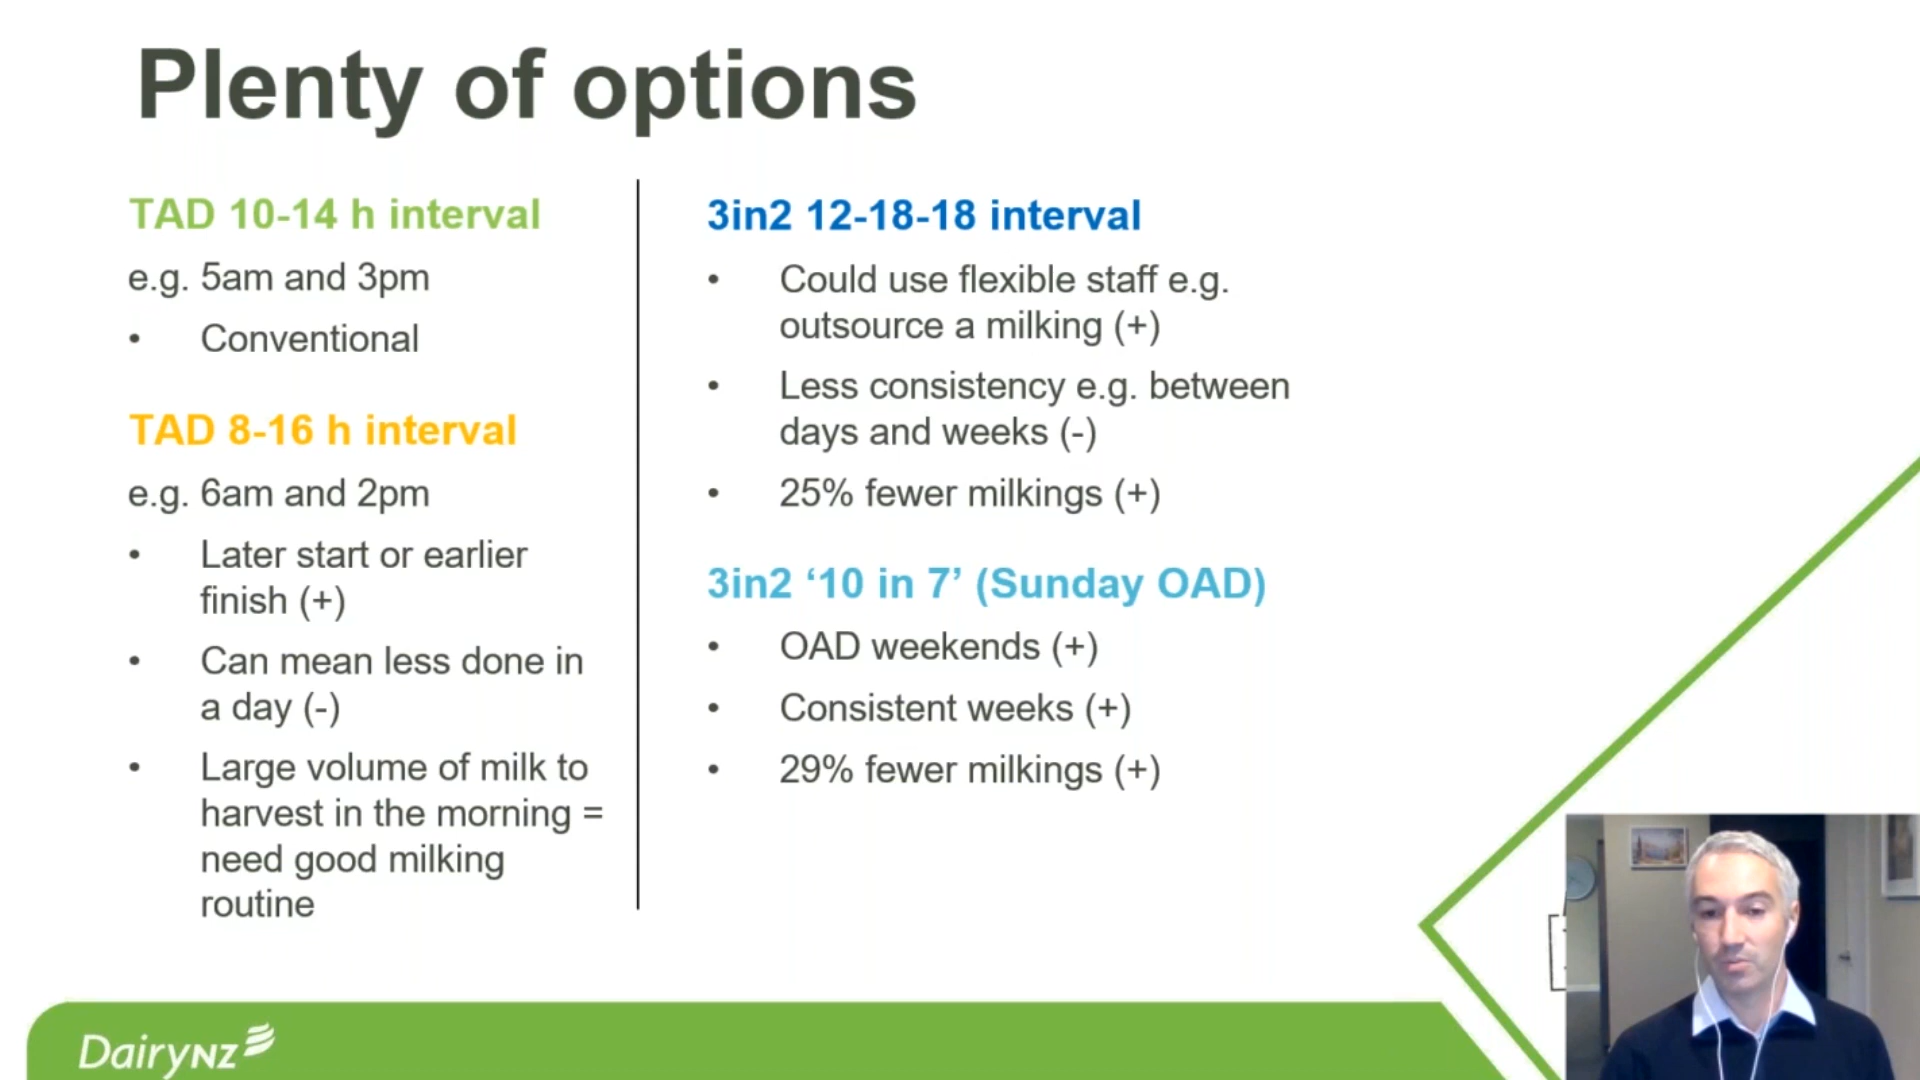 Plenty of options
TAD 10-14 h interval
e.g. 5am and 3pm
• Conventional
TAD 8-16 h interval
e.g. 6am and 2pm
• Later start or earlier
finish (+)
• Can mean less done in
a day (-)
• Large volume of milk to
harvest in the morning =
need good milking
routine
3in2 12-18-18 interval
• Could use flexible staff e.g.
outsource a milking (+)
• Less consistency e.g. between
days and weeks (-)
• 25% fewer milkings (+)
3in2 ‘10 in 7’ (Sunday OAD)
• OAD weekends (+)
• Consistent weeks (+)
• 29% fewer milkings (+)
DairyNZ